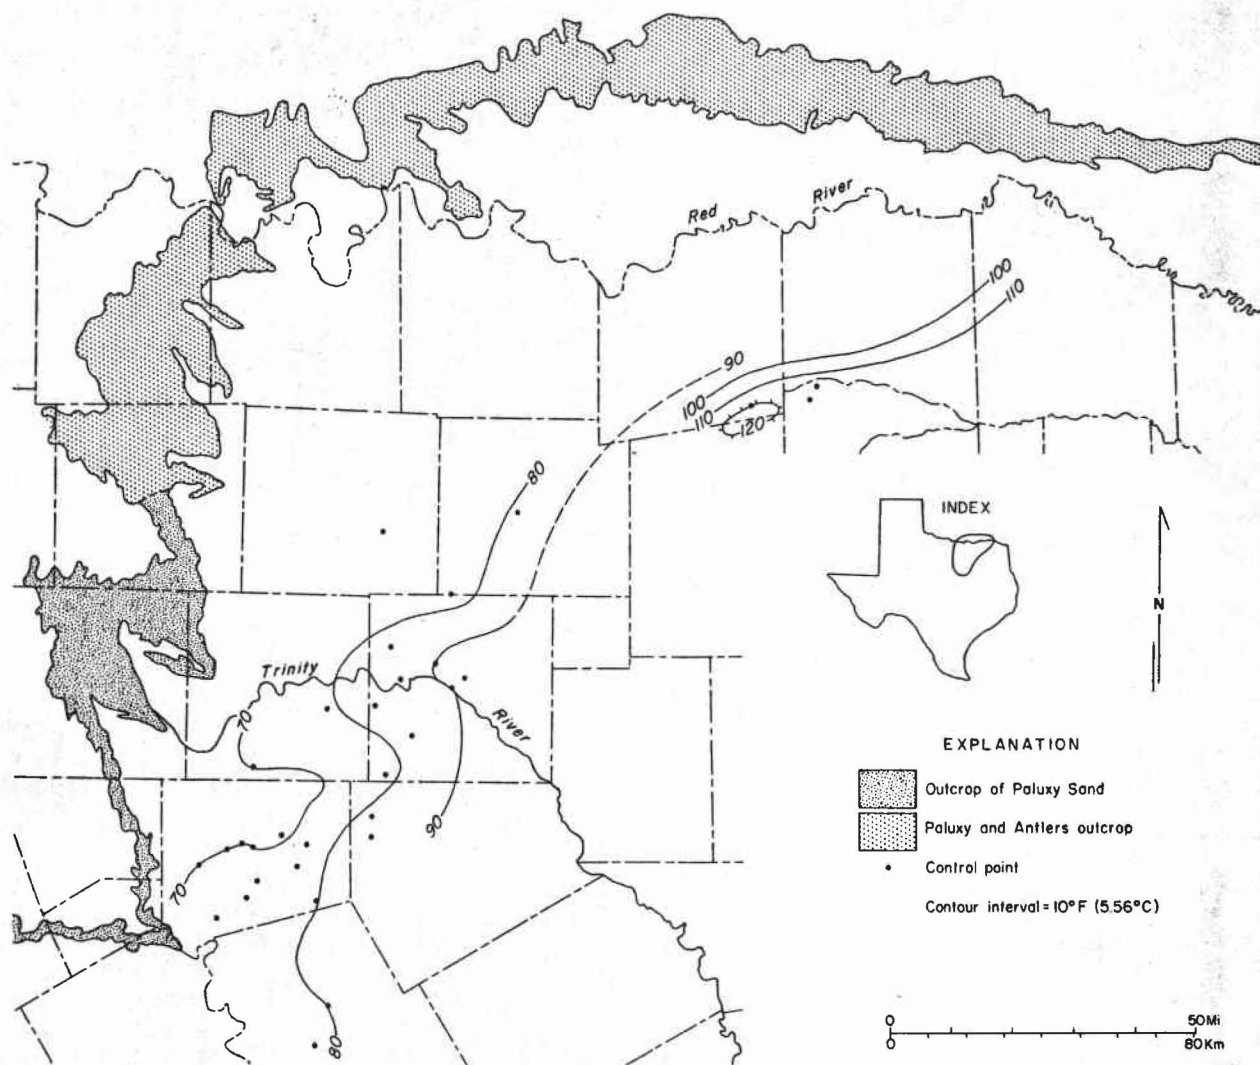 Red
River
100
110
90
100
110
120
80
INDEX
N
Trinity
River
70
EXPLANATION
Outcrop of Paluxy Sand
Paluxy and Antlers outcrop
Control point
Contour interval = 10°F (5.56°C)
90
70
80
0 50Mi
0 80Km